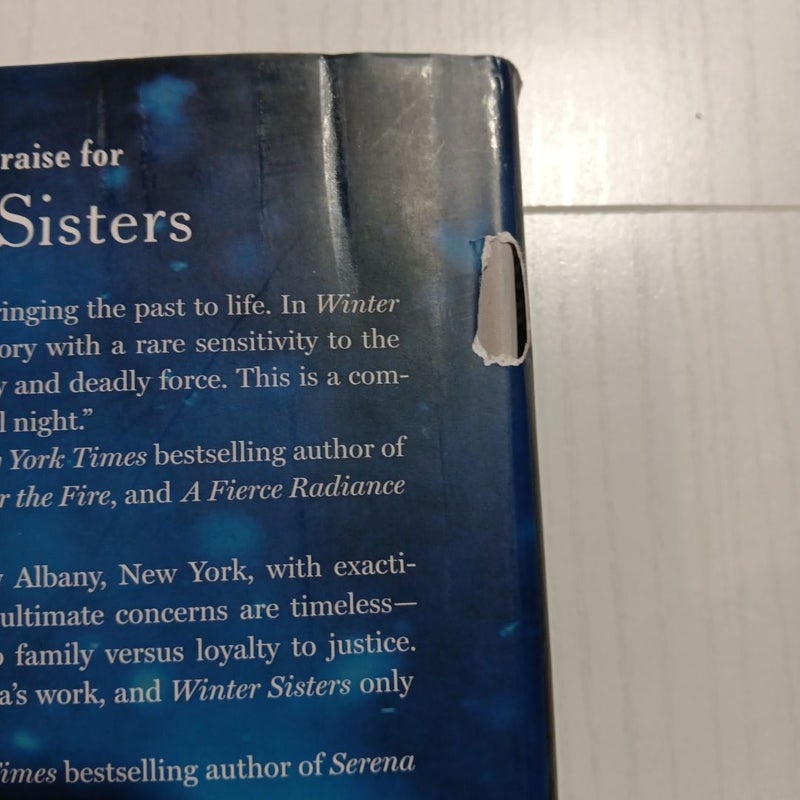 raise for
Sisters
ringing the past to life. In Winter
ory with a rare sensitivity to the
y and deadly force. This is a com-
l night.”
York Times bestselling author of
r the Fire, and A Fierce Radiance
Albany, New York, with exacti-
ultimate concerns are timeless—
o family versus loyalty to justice.
a’s work, and Winter Sisters only
Times bestselling author of Serena